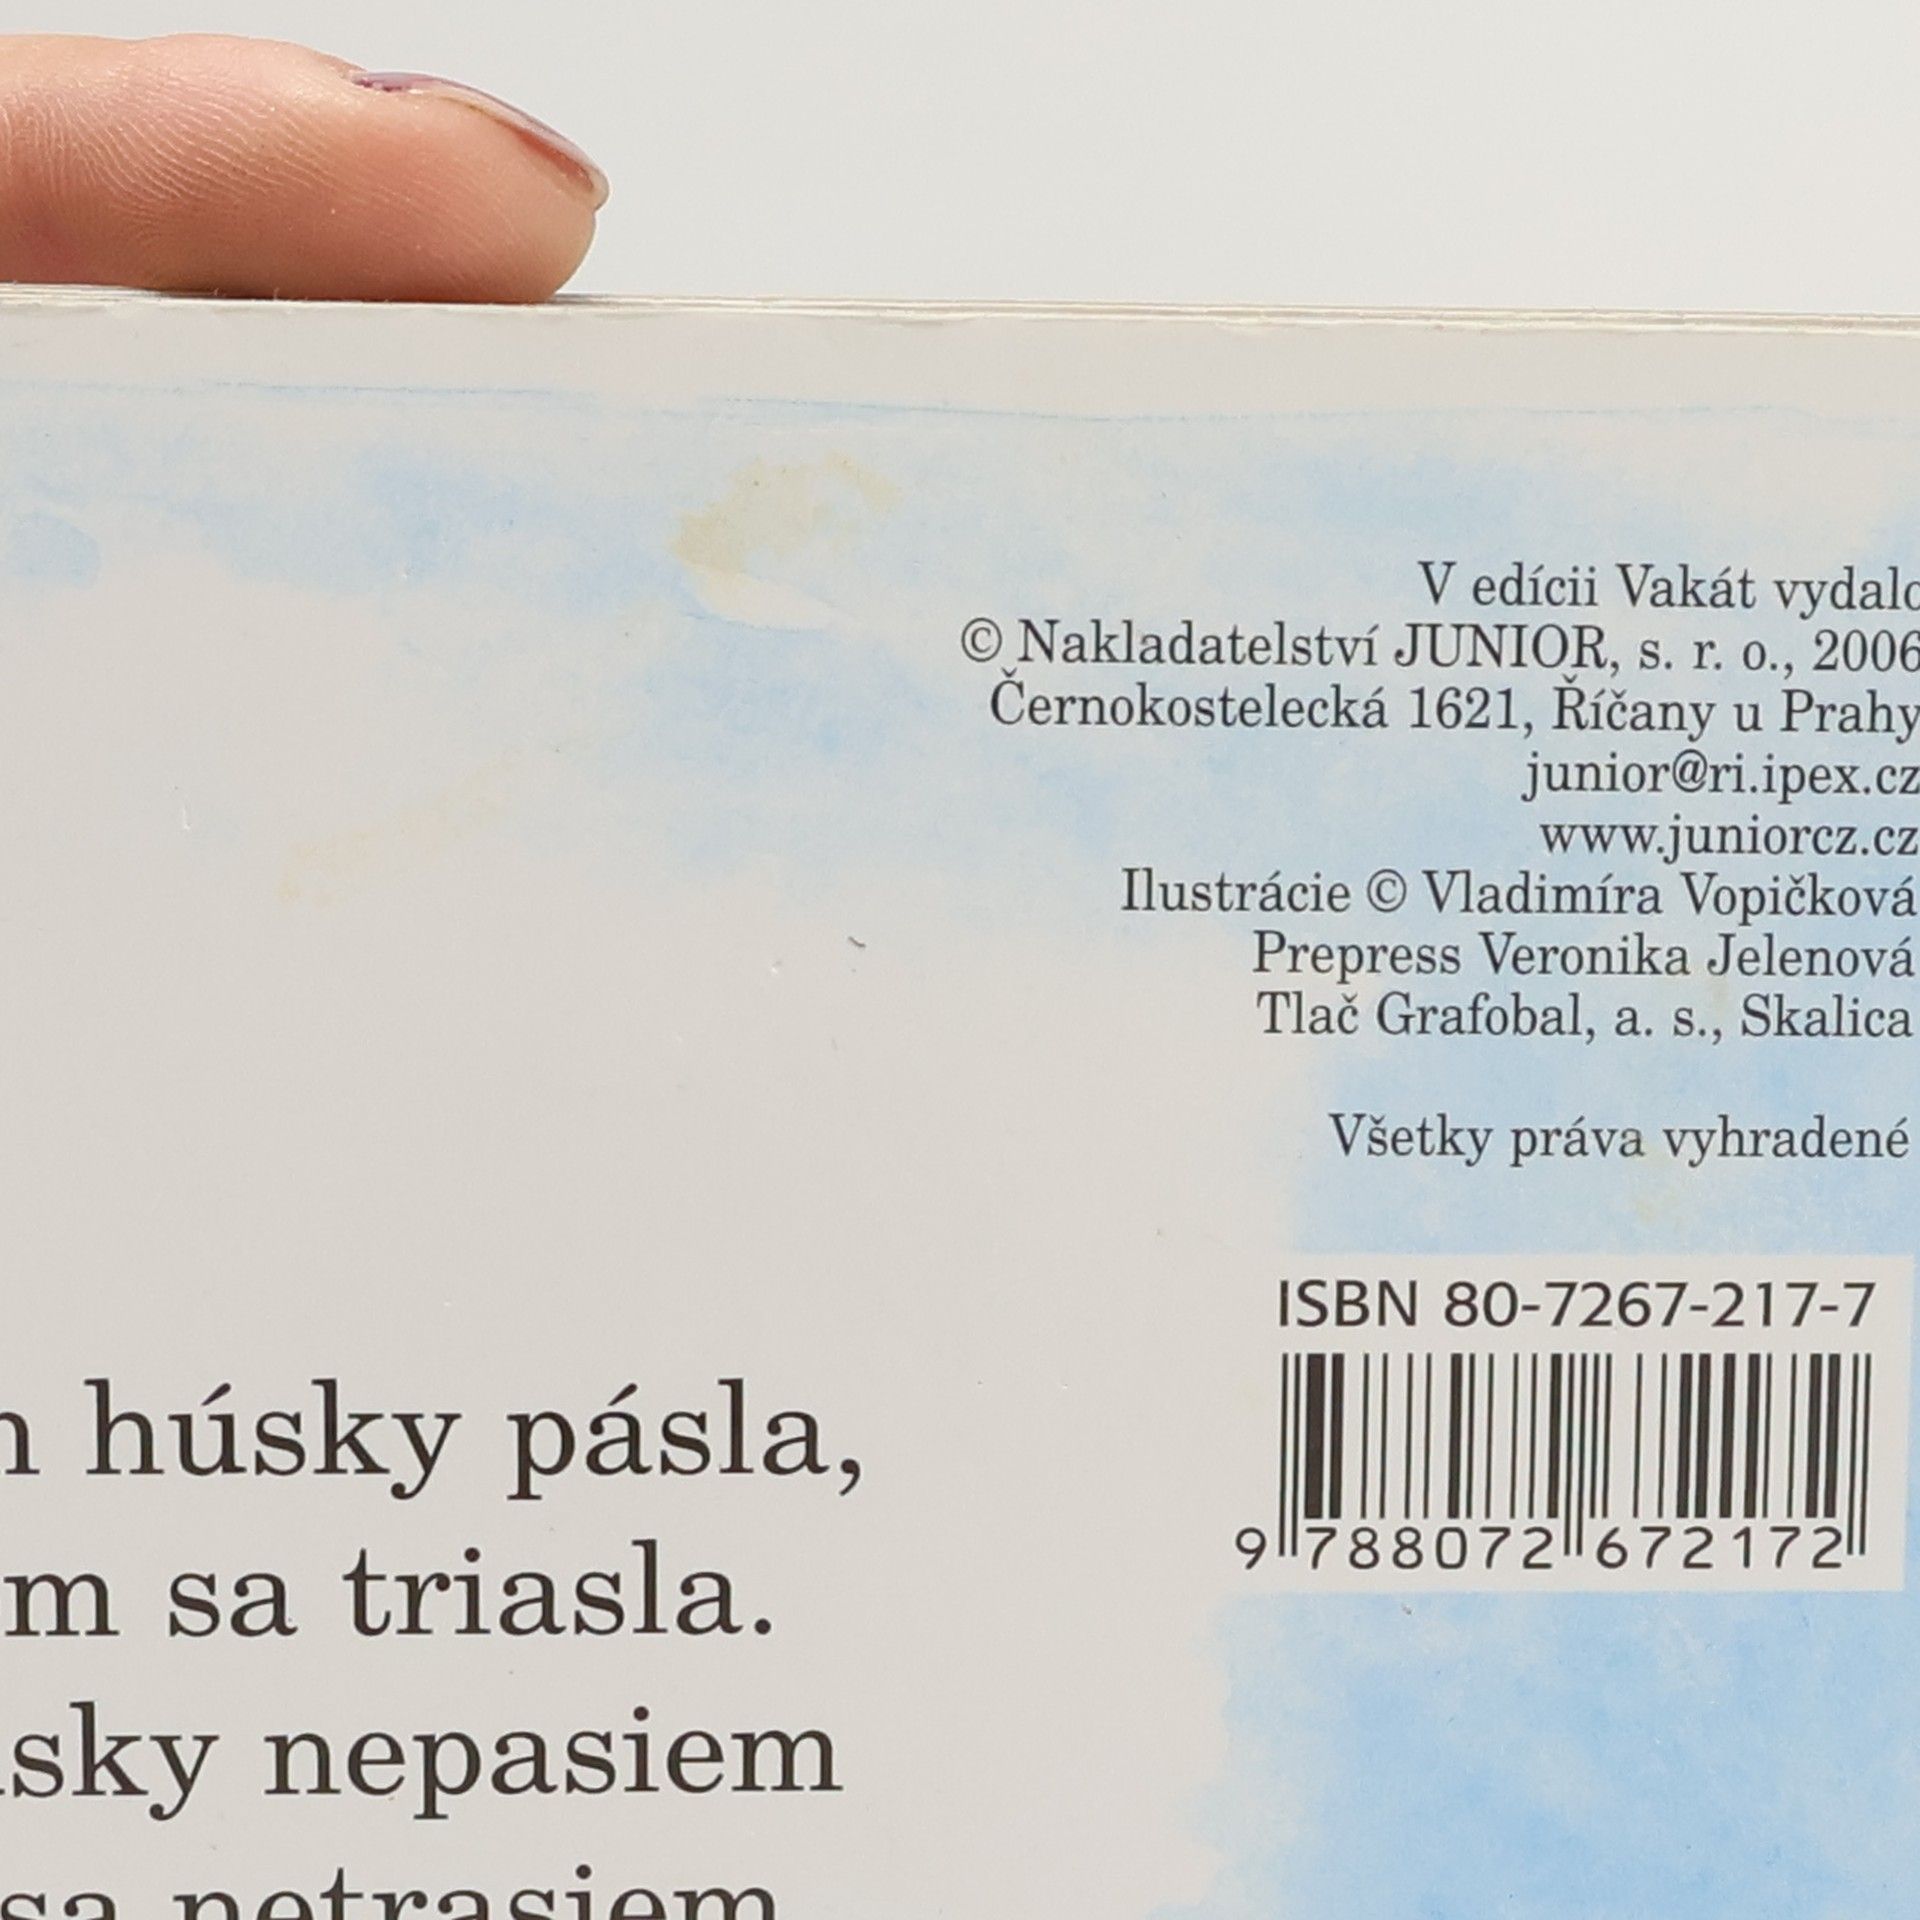 V edícii Vakát vydalo
© Nakladatelství JUNIOR, s. r. o., 2006
Černokostelecká 1621, Říčany u Prahy
junior@ri.ipex.cz
www.juniorcz.cz
Ilustrácie © Vladimíra Vopičková
Prepress Veronika Jelenová
Tlač Grafobal, a. s., Skalica
Všetky práva vyhradené
ISBN 80-7267-217-7
9 788072 672172
húsky pásla,
sa triasla.
nepasiem
sa netrasiem